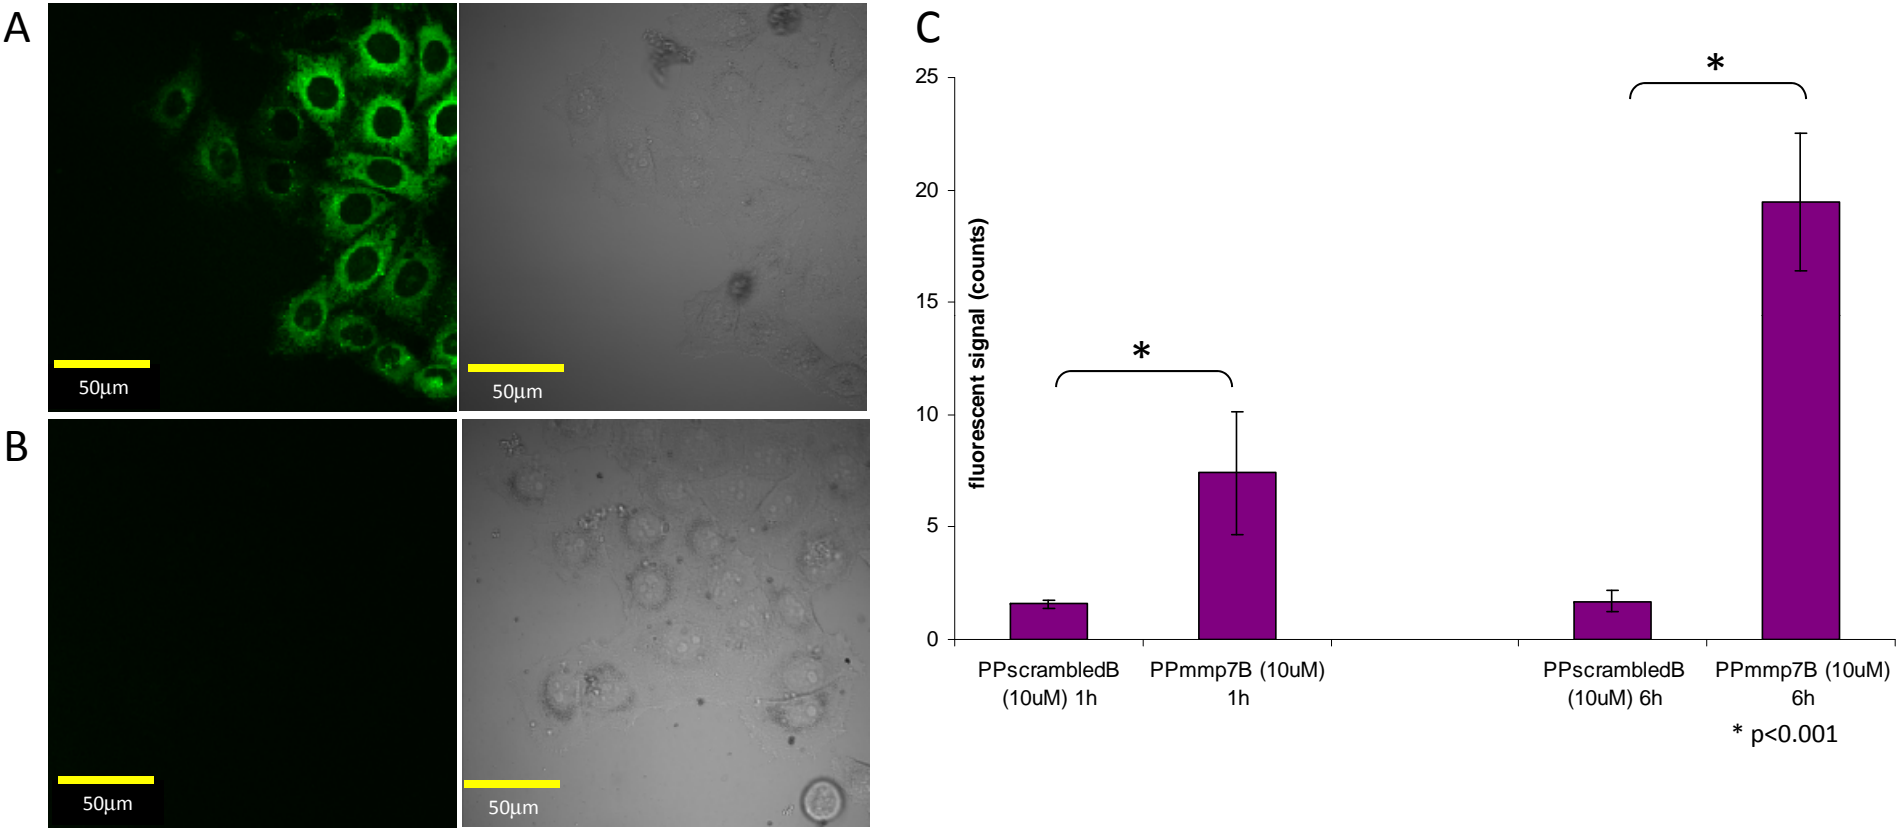 A
50µm
50µm
B
50µm
50µm
C
*
*
25
20
15
10
5
0
fluorescent signal (counts)
PPscrambledB
(10uM) 1h
PPmmp7B (10uM)
1h
PPscrambledB
(10uM) 6h
PPmmp7B (10uM)
6h
* p<0.001